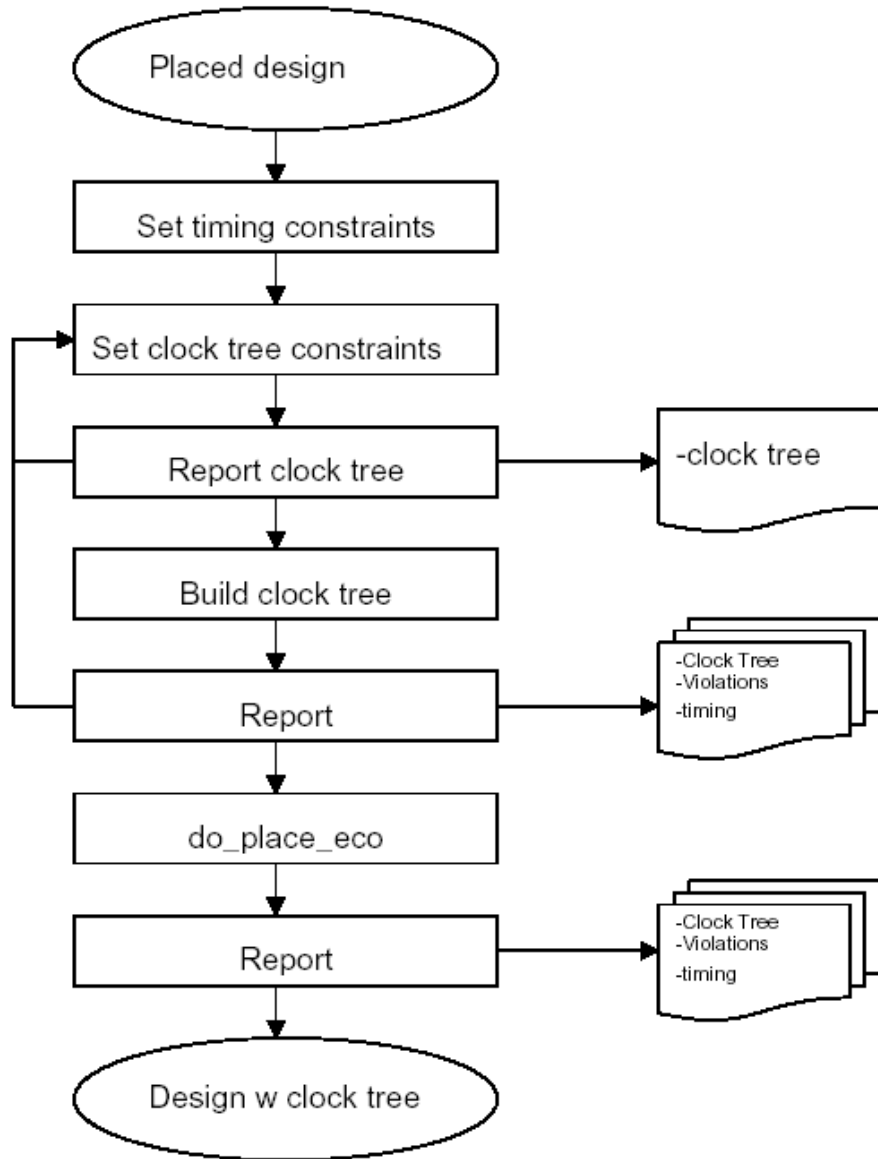 Placed design
Set timing constraints
Set clock tree constraints
Report clock tree
-clock tree
Build clock tree
Report
-Clock Tree
-Violations
-timing
do_place_eco
Report
-Clock Tree
-Violations
-timing
Design w clock tree